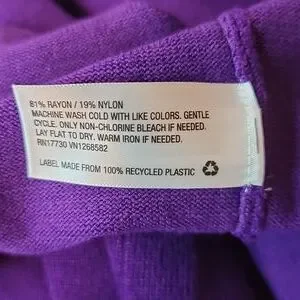 81% RAYON / 19% NYLON
MACHINE WASH COLD WITH LIKE COLORS. GENTLE
CYCLE. ONLY NON-CHLORINE BLEACH IF NEEDED.
LAY FLAT TO DRY. WARM IRON IF NEEDED.
RN17730 VN1268582
LABEL MADE FROM 100% RECYCLED PLASTIC